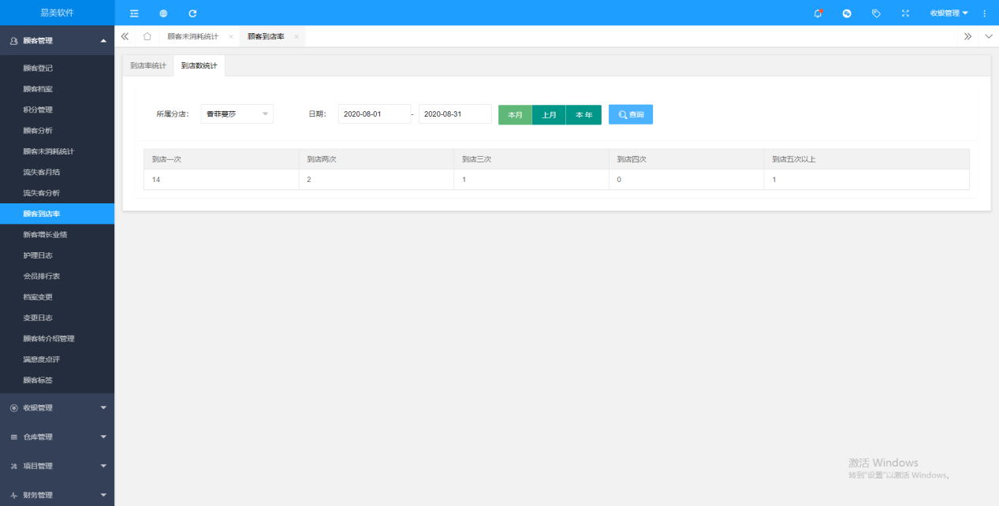 易美软件
收银管理
顾客管理
顾客未消耗统计
顾客到店率
顾客登记
顾客档案
积分管理
顾客分析
顾客未消耗统计
流失客月结
流失客分析
顾客到店率
新客增长业绩
护理日志
会员排行表
档案变更
变更日志
顾客转介绍管理
满意度点评
顾客标签
收银管理
仓库管理
项目管理
财务管理
到店率统计 到店数统计
所属分店: 香菲蔓莎 日期: 2020-08-01 - 2020-08-31 本月 上月 本年 查询
到店一次 到店两次 到店三次 到店四次 到店五次以上
14 2 1 0 1
激活 Windows
转到"设置"以激活 Windows。